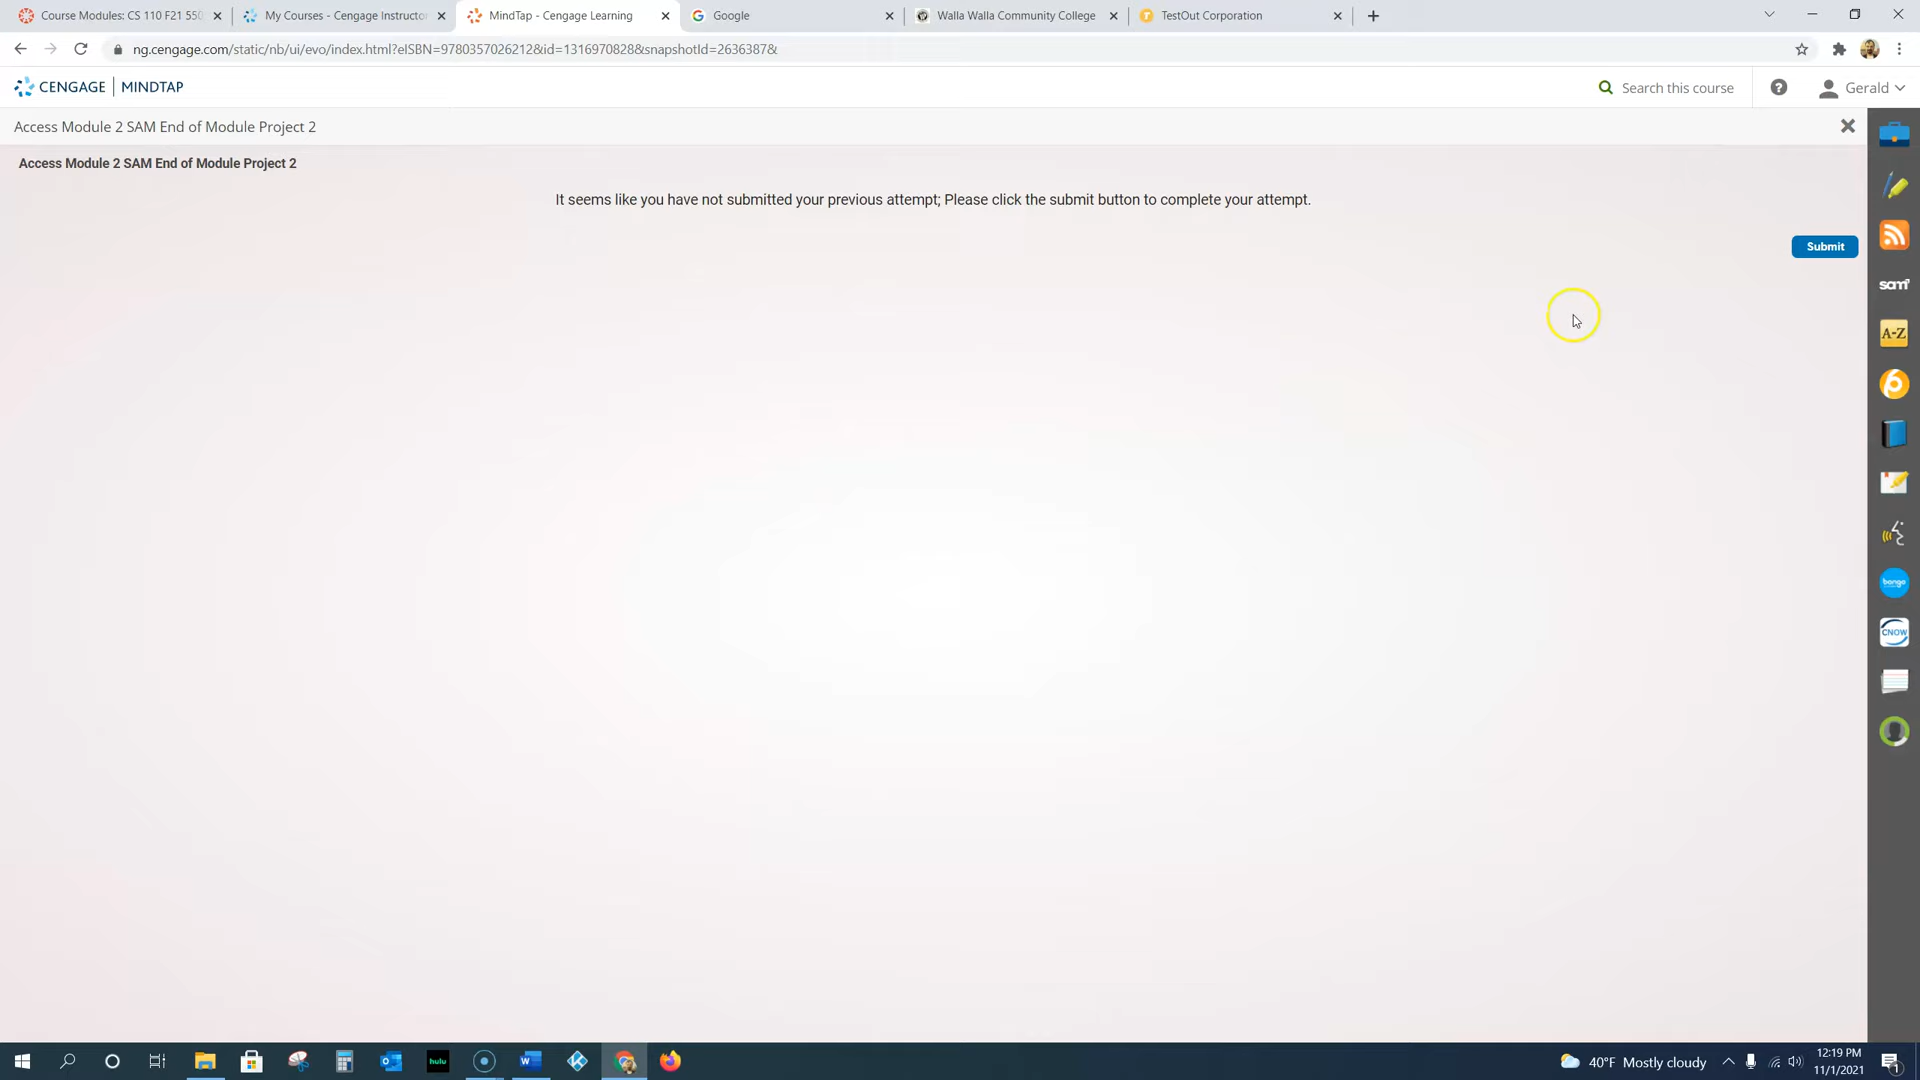 Course Modules: CS 110 F21 550
My Courses - Cengage Instructor
MindTap - Cengage Learning
Google
Walla Walla Community College
TestOut Corporation
ng.cengage.com/static/nb/ui/evo/index.html?eISBN=9780357026212&id=1316970828&snapshotId=2636387&
CENGAGE | MINDTAP
Search this course
Gerald
Access Module 2 SAM End of Module Project 2
Access Module 2 SAM End of Module Project 2
It seems like you have not submitted your previous attempt; Please click the submit button to complete your attempt.
Submit
sam
A-Z
bongo
CNOW
hulu
40°F Mostly cloudy
12:19 PM
11/1/2021
1